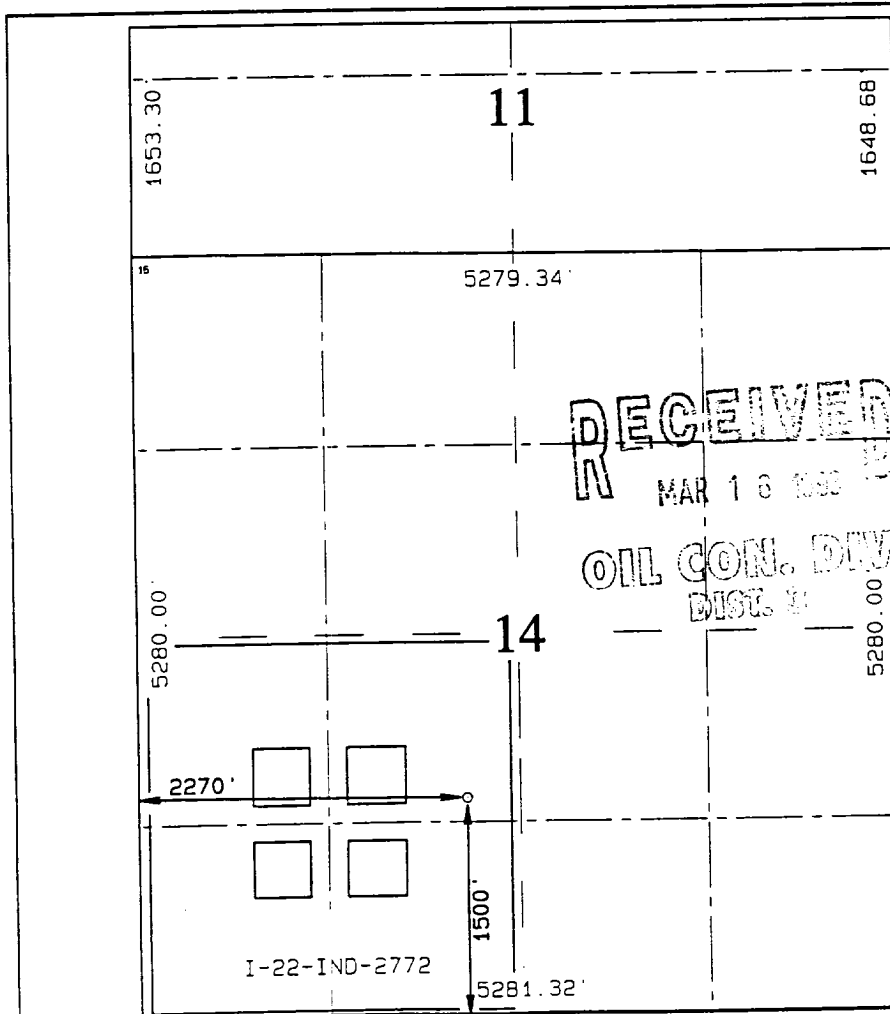 1653.30'
11
1648.68'
15
5279.34'
RECEIVED
MAR 1 8
OIL CON. DIV
DIST.
5280.00'
14
5280.00'
2270'
1500'
I-22-IND-2772
5281.32'